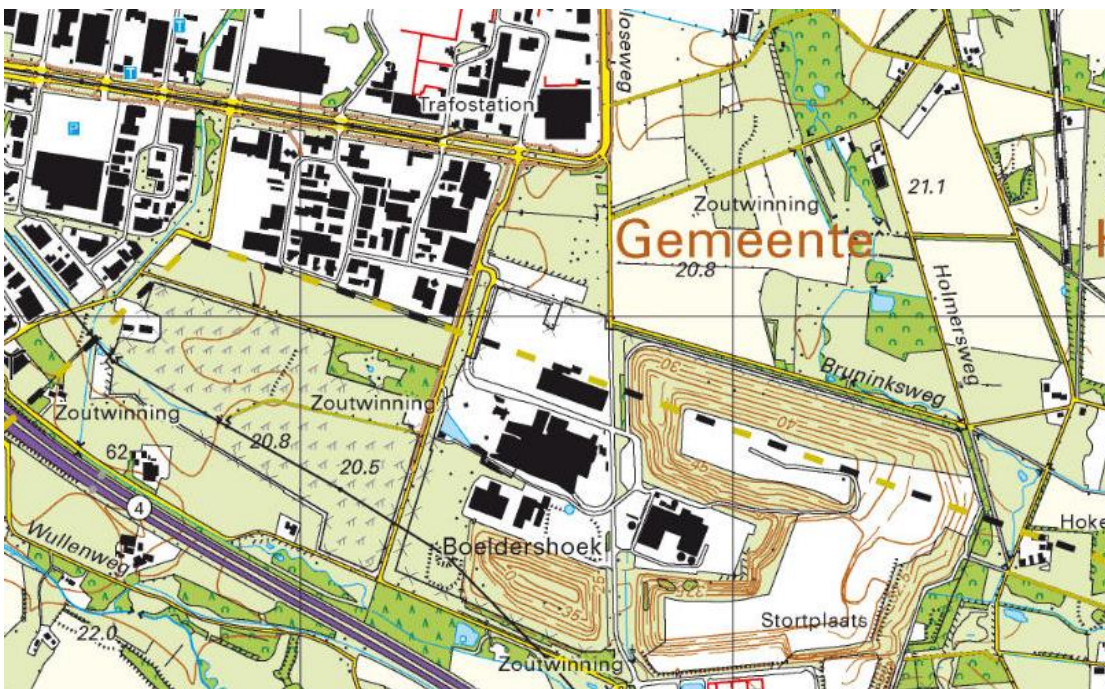 T
T
P
Trafostation
loseweg
Zoutwinning
21.1
Gemeente
20.8
Holmersweg
Bruninksweg
30
40
45
Zoutwinning
Zoutwinning
20.8
20.5
62
4
Wullenweg
22.0
Boeldershoek
35
Stortplaats
Hoke
Zoutwinning